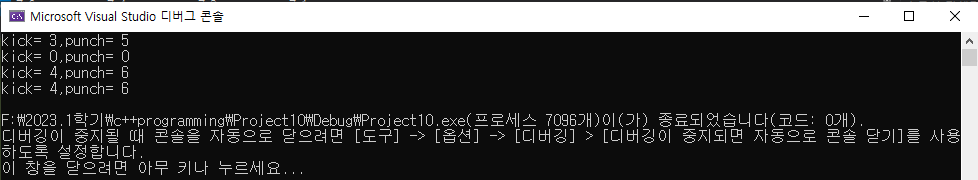 Microsoft Visual Studio 디버그 콘솔
kick= 3,punch= 5
kick= 0,punch= 0
kick= 4,punch= 6
kick= 4,punch= 6
F:₩2023.1학기₩c++programming₩Project10₩Debug₩Project10.exe(프로세스 7096개)이(가) 종료되었습니다(코드: 0개).
디버깅이 중지될 때 콘솔을 자동으로 닫으려면 [도구] -> [옵션] -> [디버깅] > [디버깅이 중지되면 자동으로 콘솔 닫기]를 사용
하도록 설정합니다.
이 창을 닫으려면 아무 키나 누르세요...